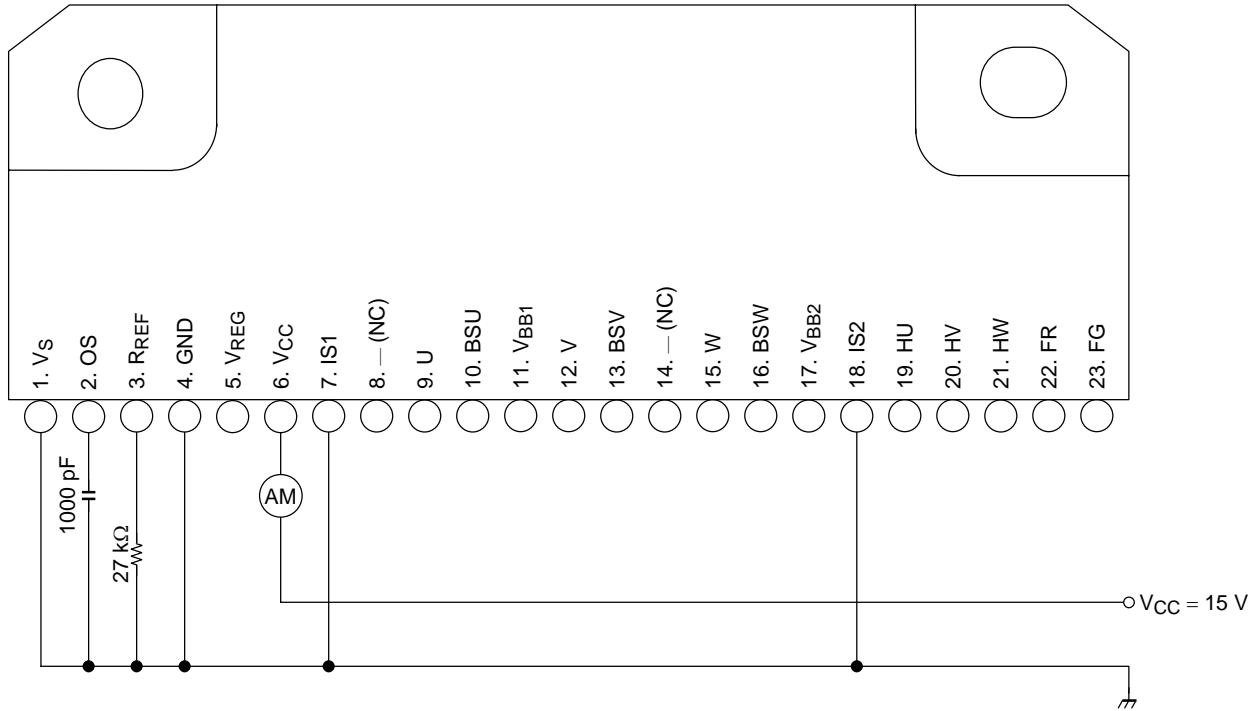 1. VS
2. OS
3. RREF
4. GND
5. VREG
6. VCC
7. IS1
8. — (NC)
9. U
10. BSU
11. VBB1
12. V
13. BSV
14. — (NC)
15. W
16. BSW
17. VBB2
18. IS2
19. HU
20. HV
21. HW
22. FR
23. FG
1000 pF
27 kΩ
AM
VCC = 15 V